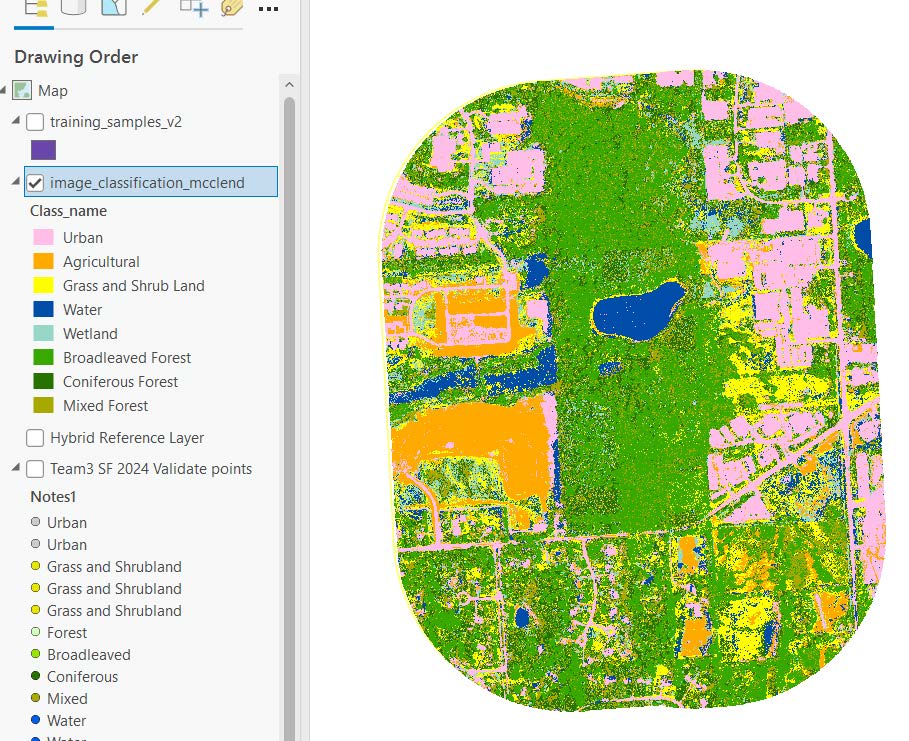 Drawing Order
Map
training_samples_v2
image_classification_mcclend
Class_name
Urban
Agricultural
Grass and Shrub Land
Water
Wetland
Broadleaved Forest
Coniferous Forest
Mixed Forest
Hybrid Reference Layer
Team3 SF 2024 Validate points
Notes1
Urban
Urban
Grass and Shrubland
Grass and Shrubland
Grass and Shrubland
Forest
Broadleaved
Coniferous
Mixed
Water
Water